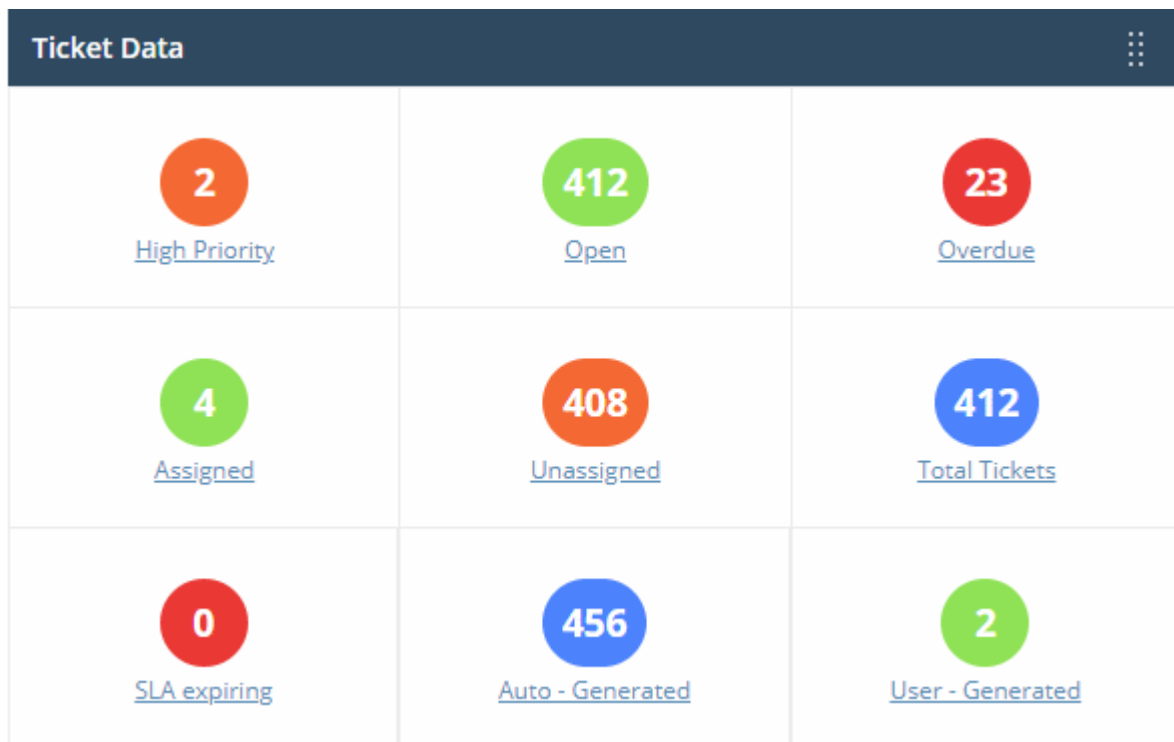 Ticket Data
2
High Priority
412
Open
23
Overdue
4
Assigned
408
Unassigned
412
Total Tickets
0
SLA expiring
456
Auto - Generated
2
User - Generated